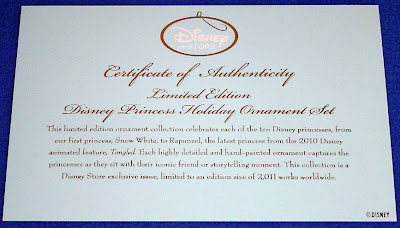 Disney
STORE
Certificate of Authenticity
Limited Edition
Disney Princess Holiday Ornament Set
This limited edition ornament collection celebrates each of the ten Disney princesses, from
our first princess, Snow White, to Rapunzel, the latest princess from the 2010 Disney
animated feature, Tangled. Each highly detailed and hand-painted ornament captures the
princesses as they sit with their iconic friend or storytelling moment. This collection is a
Disney Store exclusive issue, limited to an edition size of 2,011 works worldwide.
©DISNEY